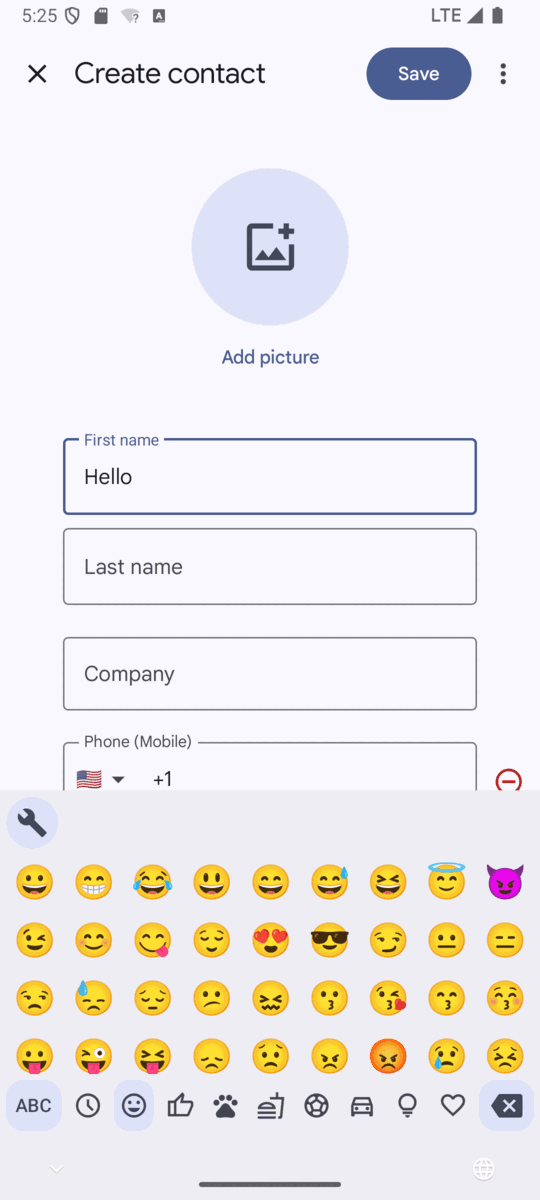 5:25
LTE
Create contact
Save
Add picture
First name
Hello
Last name
Company
Phone (Mobile)
+1
ABC